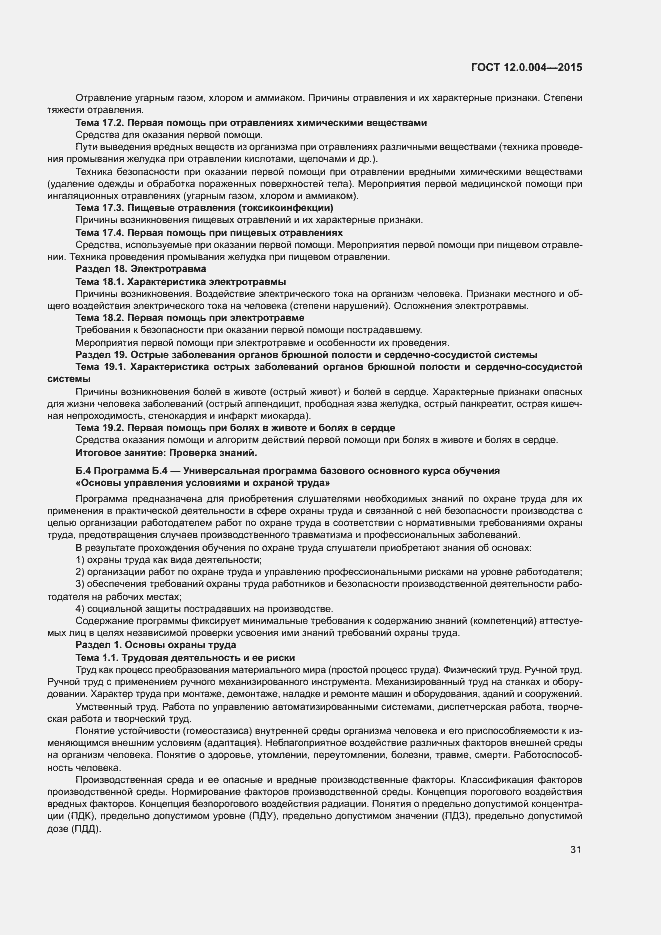 ГОСТ 12.0.004—2015
Отравление угарным газом, хлором и аммиаком. Причины отравления и их характерные признаки. Степени
тяжести отравления.
Тема 17.2. Первая помощь при отравлениях химическими веществами
Средства для оказания первой помощи.
Пути выведения вредных веществ из организма при отравлениях различными веществами (техника проведе-
ния промывания желудка при отравлении кислотами, щелочами и др.).
Техника безопасности при оказании первой помощи при отравлении вредными химическими веществами
(удаление одежды и обработка пораженных поверхностей тела). Мероприятия первой медицинской помощи при
ингаляционных отравлениях (угарным газом, хлором и аммиаком).
Тема 17.3. Пищевые отравления (токсикоинфекции)
Причины возникновения пищевых отравлений и их характерные признаки.
Тема 17.4. Первая помощь при пищевых отравлениях
Средства, используемые при оказании первой помощи. Мероприятия первой помощи при пищевом отравле-
нии. Техника проведения промывания желудка при пищевом отравлении.
Раздел 18. Электротравма
Тема 18.1. Характеристика электротравмы
Причины возникновения. Воздействие электрического тока на организм человека. Признаки местного и об-
щего воздействия электрического тока на человека (степени нарушений). Осложнения электротравмы.
Тема 18.2. Первая помощь при электротравме
Требования к безопасности при оказании первой помощи пострадавшему.
Мероприятия первой помощи при электротравме и особенности их проведения.
Раздел 19. Острые заболевания органов брюшной полости и сердечно-сосудистой системы
Тема 19.1. Характеристика острых заболеваний органов брюшной полости и сердечно-сосудистой
системы
Причины возникновения болей в животе (острый живот) и болей в сердце. Характерные признаки опасных
для жизни человека заболеваний (острый аппендицит, прободная язва желудка, острый панкреатит, острая кишеч-
ная непроходимость, стенокардия и инфаркт миокарда).
Тема 19.2. Первая помощь при болях в животе и болях в сердце
Средства оказания помощи и алгоритм действий первой помощи при болях в животе и болях в сердце.
Итоговое занятие: Проверка знаний.
Б.4 Программа Б.4 — Универсальная программа базового основного курса обучения
«Основы управления условиями и охраной труда»
Программа предназначена для приобретения слушателями необходимых знаний по охране труда для их
применения в практической деятельности в сфере охраны труда и связанной с ней безопасности производства с
целью организации работодателем работ по охране труда в соответствии с нормативными требованиями охраны
труда, предотвращения случаев производственного травматизма и профессиональных заболеваний.
В результате прохождения обучения по охране труда слушатели приобретают знания об основах:
1) охраны труда как вида деятельности;
2) организации работ по охране труда и управлению профессиональными рисками на уровне работодателя;
3) обеспечения требований охраны труда работников и безопасности производственной деятельности рабо-
тодателя на рабочих местах;
4) социальной защиты пострадавших на производстве.
Содержание программы фиксирует минимальные требования к содержанию знаний (компетенций) аттестуе-
мых лиц в целях независимой проверки усвоения ими знаний требований охраны труда.
Раздел 1. Основы охраны труда
Тема 1.1. Трудовая деятельность и ее риски
Труд как процесс преобразования материального мира (простой процесс труда). Физический труд. Ручной труд.
Ручной труд с применением ручного механизированного инструмента. Механизированный труд на станках и обору-
довании. Характер труда при монтаже, демонтаже, наладке и ремонте машин и оборудования, зданий и сооружений.
Умственный труд. Работа по управлению автоматизированными системами, диспетчерская работа, творче-
ская работа и творческий труд.
Понятие устойчивости (гомеостазиса) внутренней среды организма человека и его приспособляемости к из-
меняющимся внешним условиям (адаптация). Неблагоприятное воздействие различных факторов внешней среды
на организм человека. Понятие о здоровье, утомлении, переутомлении, болезни, травме, смерти. Работоспособ-
ность человека.
Производственная среда и ее опасные и вредные производственные факторы. Классификация факторов
производственной среды. Нормирование факторов производственной среды. Концепция порогового воздействия
вредных факторов. Концепция безпорогового воздействия радиации. Понятия о предельно допустимой концентра-
ции (ПДК), предельно допустимом уровне (ПДУ), предельно допустимом значении (ПДЗ), предельно допустимой
дозе (ПДД).
31